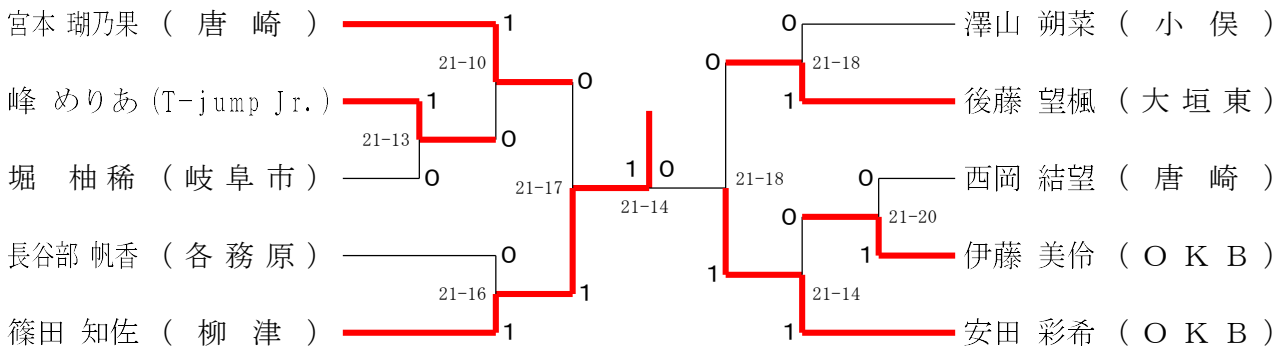 宮本 瑚乃果 ( 唐 崎 )
1
21-10
0
峰 めりあ (T-jump Jr.)
1
21-13
0
堀 柚稀 ( 岐 阜 市 )
0
21-17
長谷部 帆香 ( 各 務 原 )
0
21-16
1
篠田 知佐 ( 柳 津 )
1
1 0
21-14
0
澤山 朔菜 ( 小 俣 )
0
21-18
1
後藤 望楓 ( 大 垣 東 )
21-18
0
西岡 結望 ( 唐 崎 )
0
21-20
1
伊藤 美伶 ( O K B )
1
21-14
1
安田 彩希 ( O K B )